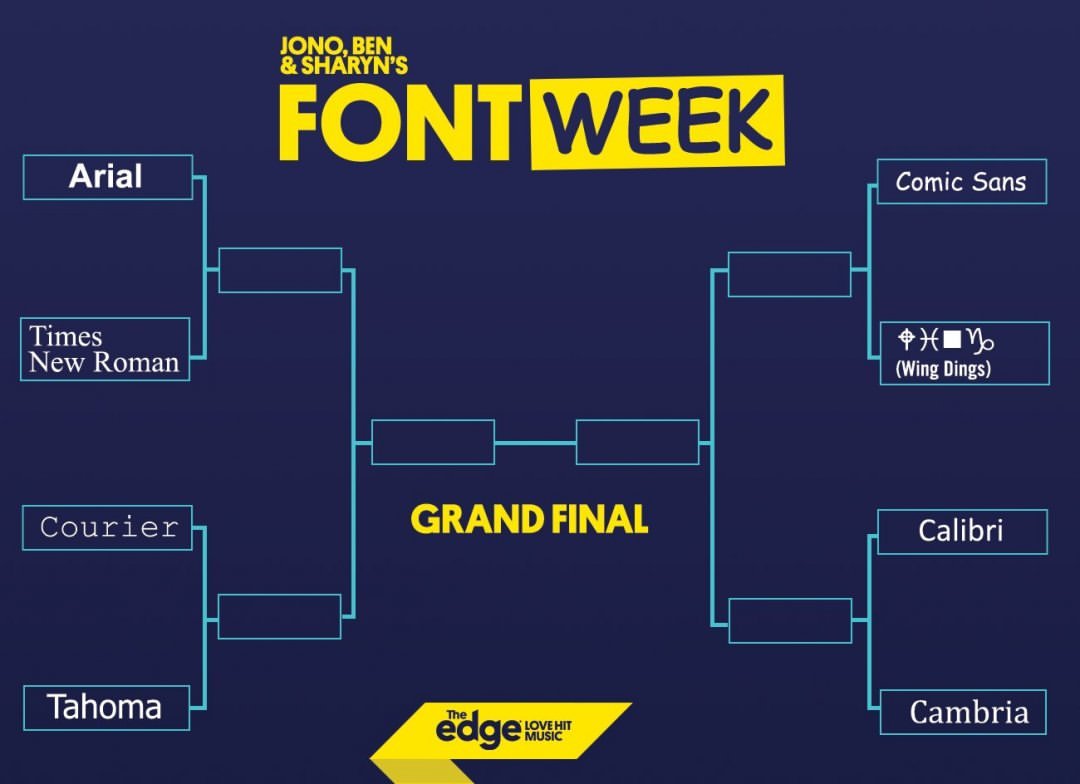 JONO, BEN
& SHARYN'S
FONT WEEK
Arial
Comic Sans
Times
New Roman
♱♓■♑
(Wing Dings)
Courier
Calibri
GRAND FINAL
Tahoma
Cambria
The
edge LOVE HIT
MUSIC